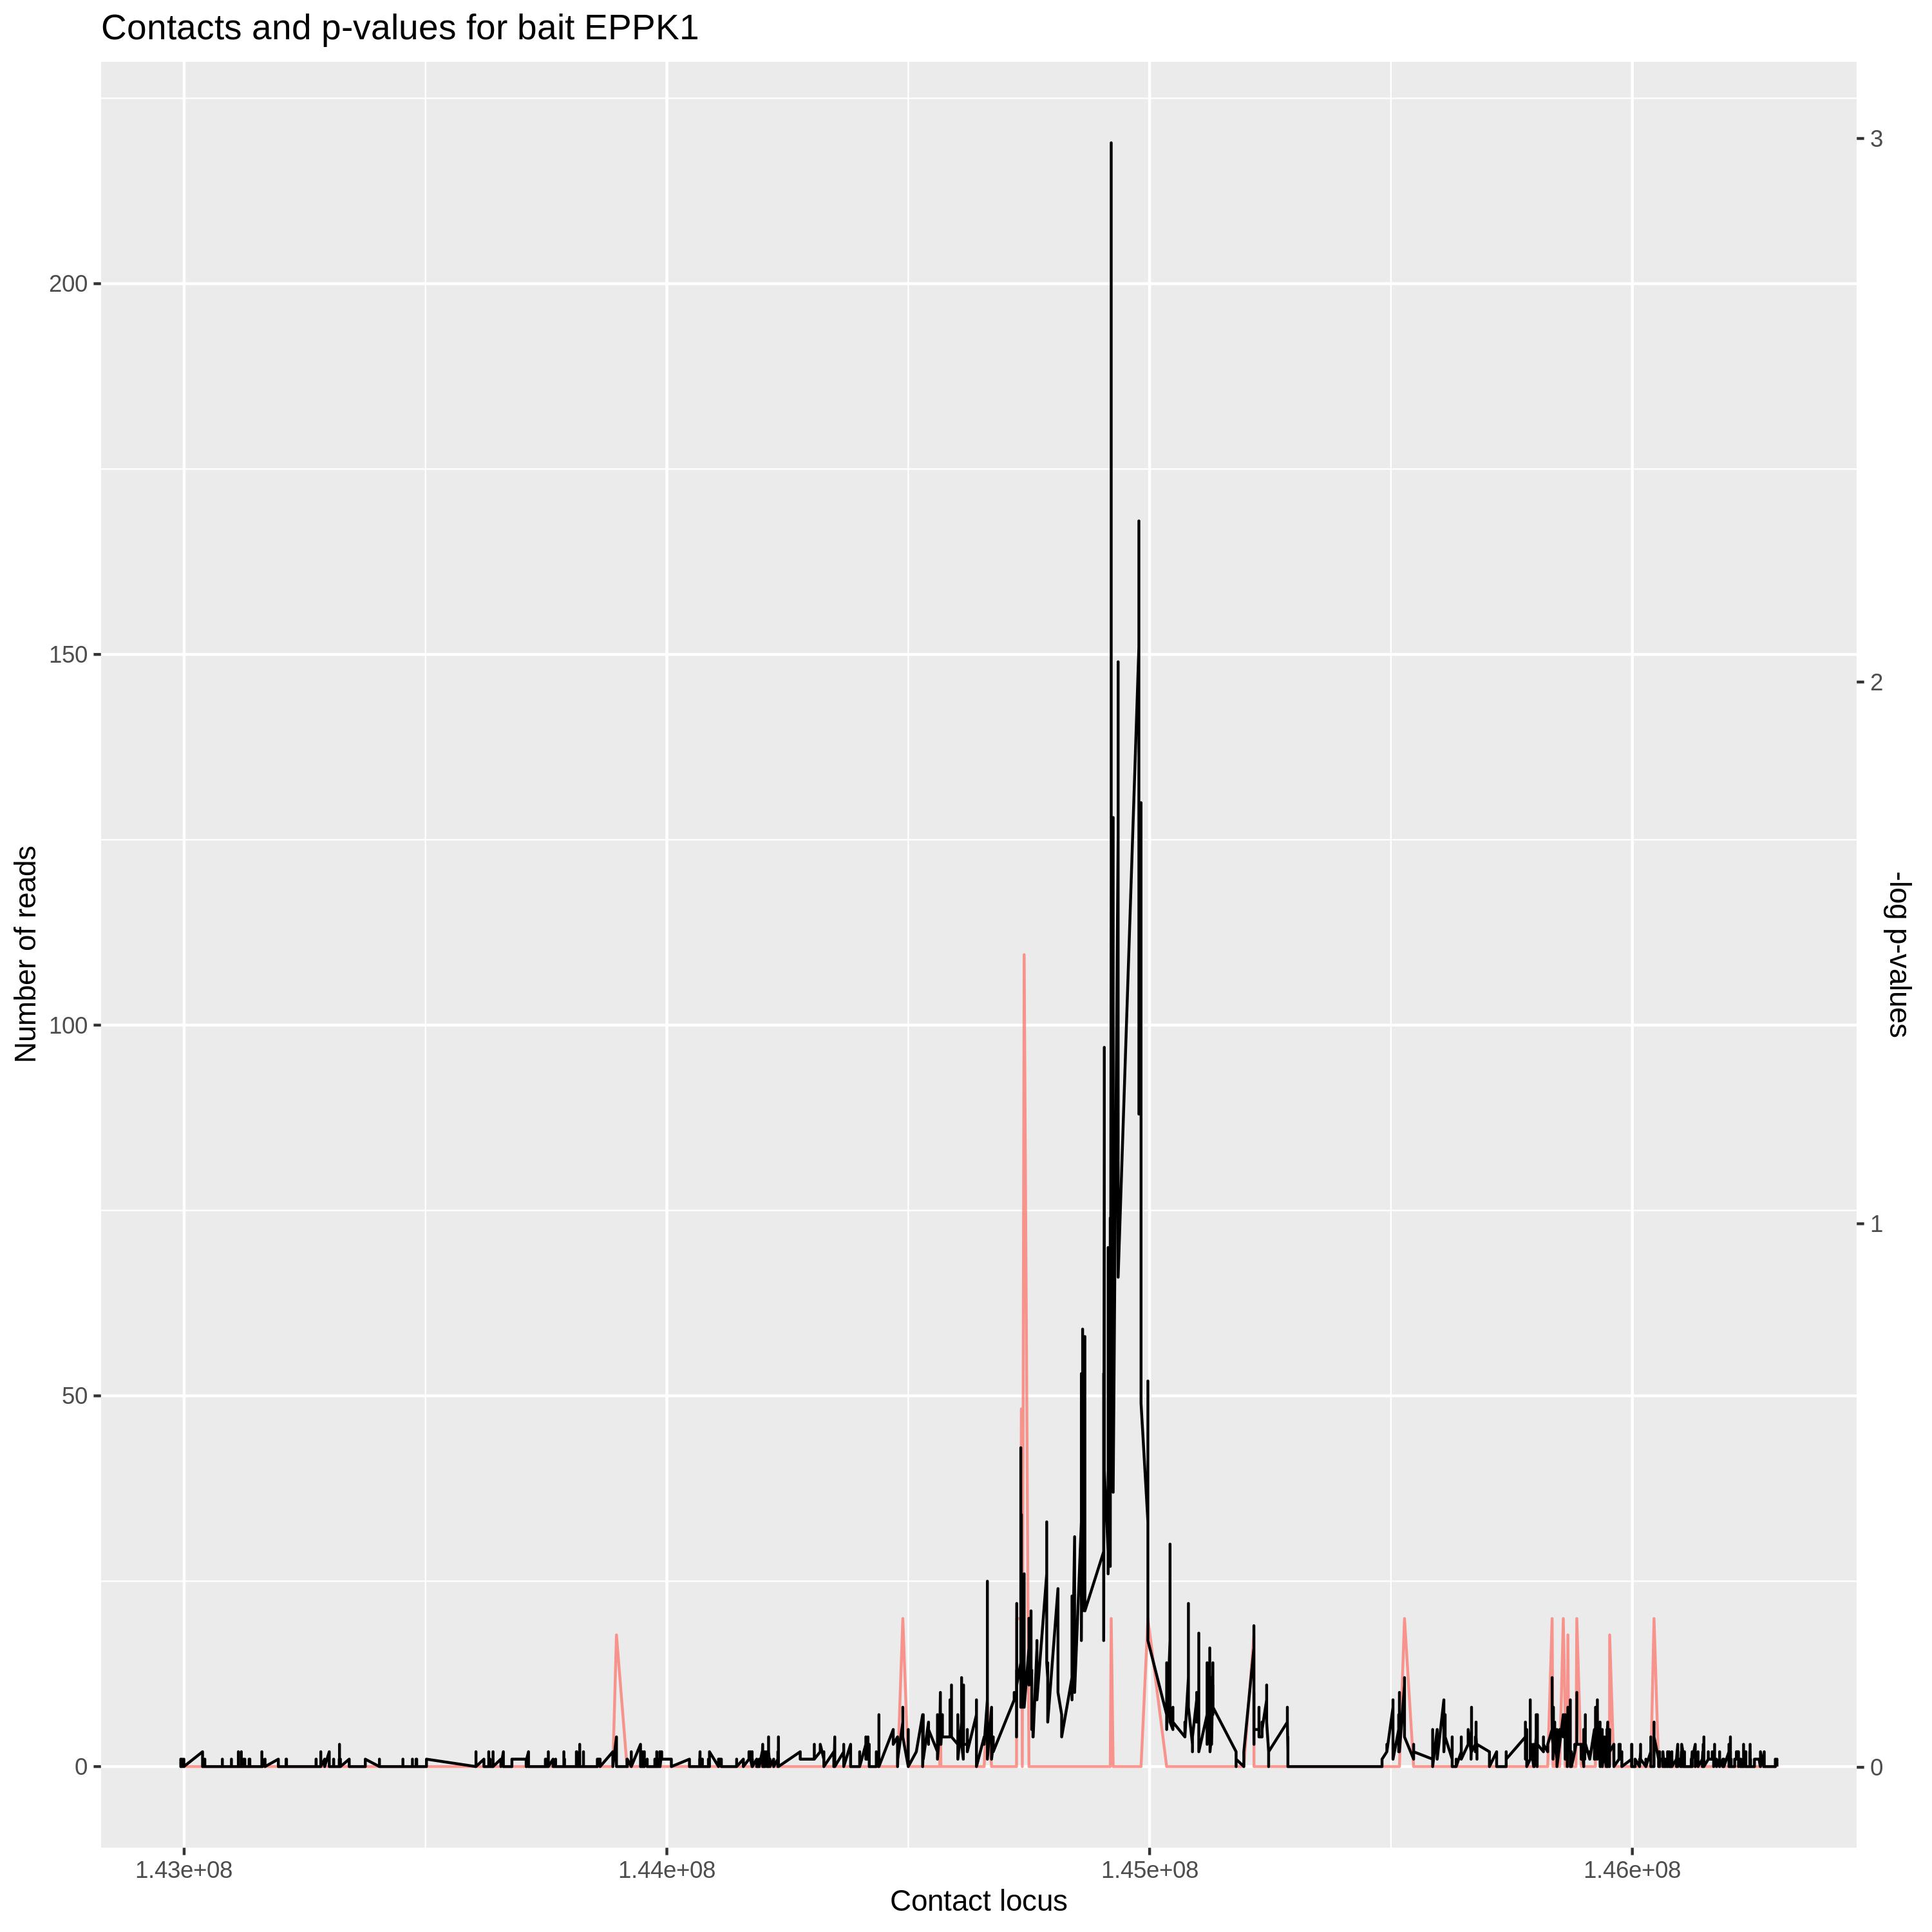 Contacts and p-values for bait EPPK1
200
150
100
50
0
3
2
1
0
Number of reads
-log p-values
1.43e+08
1.44e+08
1.45e+08
1.46e+08
Contact locus